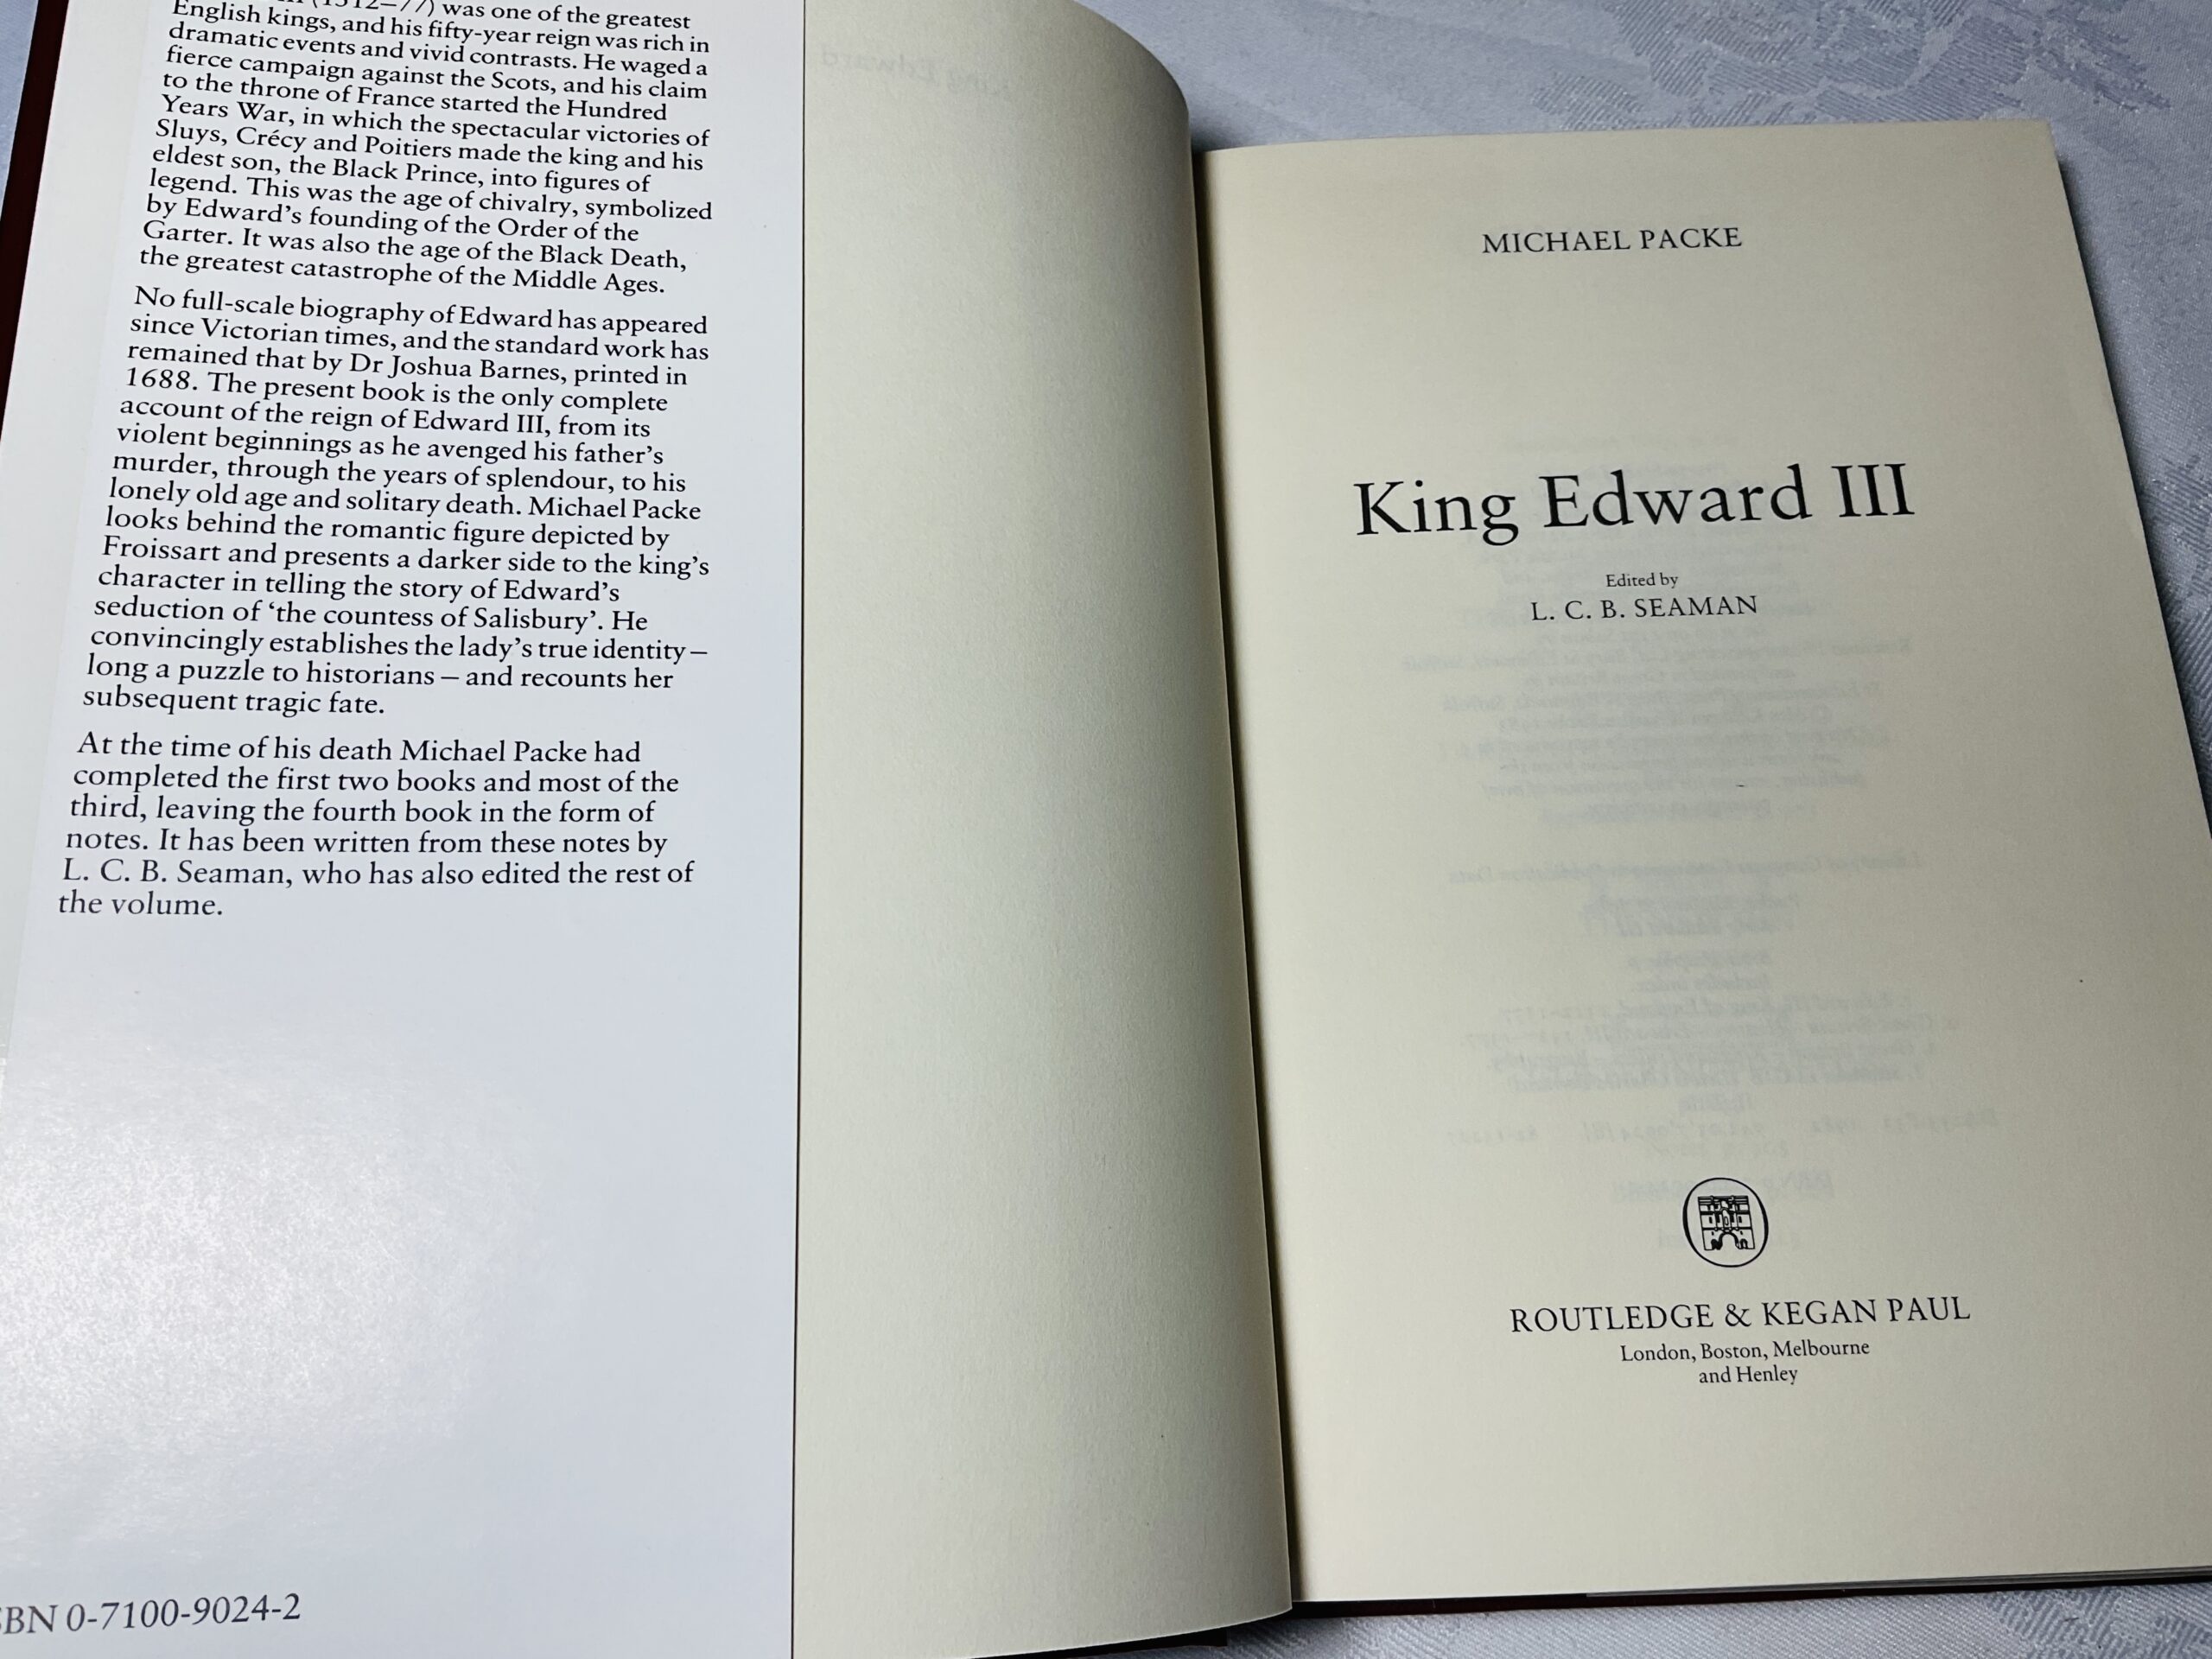 (1312–77) was one of the greatest
English kings, and his fifty-year reign was rich in
dramatic events and vivid contrasts. He waged a
fierce campaign against the Scots, and his claim
to the throne of France started the Hundred
Years War, in which the spectacular victories of
Sluys, Crécy and Poitiers made the king and his
eldest son, the Black Prince, into figures of
legend. This was the age of chivalry, symbolized
by Edward's founding of the Order of the
Garter. It was also the age of the Black Death,
the greatest catastrophe of the Middle Ages.
No full-scale biography of Edward has appeared
since Victorian times, and the standard work has
remained that by Dr Joshua Barnes, printed in
1688. The present book is the only complete
account of the reign of Edward III, from its
violent beginnings as he avenged his father's
murder, through the years of splendour, to his
lonely old age and solitary death. Michael Packe
looks behind the romantic figure depicted by
Froissart and presents a darker side to the king's
character in telling the story of Edward's
seduction of ‘the countess of Salisbury’. He
convincingly establishes the lady's true identity –
long a puzzle to historians – and recounts her
subsequent tragic fate.
At the time of his death Michael Packe had
completed the first two books and most of the
third, leaving the fourth book in the form of
notes. It has been written from these notes by
L. C. B. Seaman, who has also edited the rest of
the volume.
BN 0-7100-9024-2
MICHAEL PACKE
King Edward III
Edited by
L. C. B. SEAMAN
ROUTLEDGE & KEGAN PAUL
London, Boston, Melbourne
and Henley